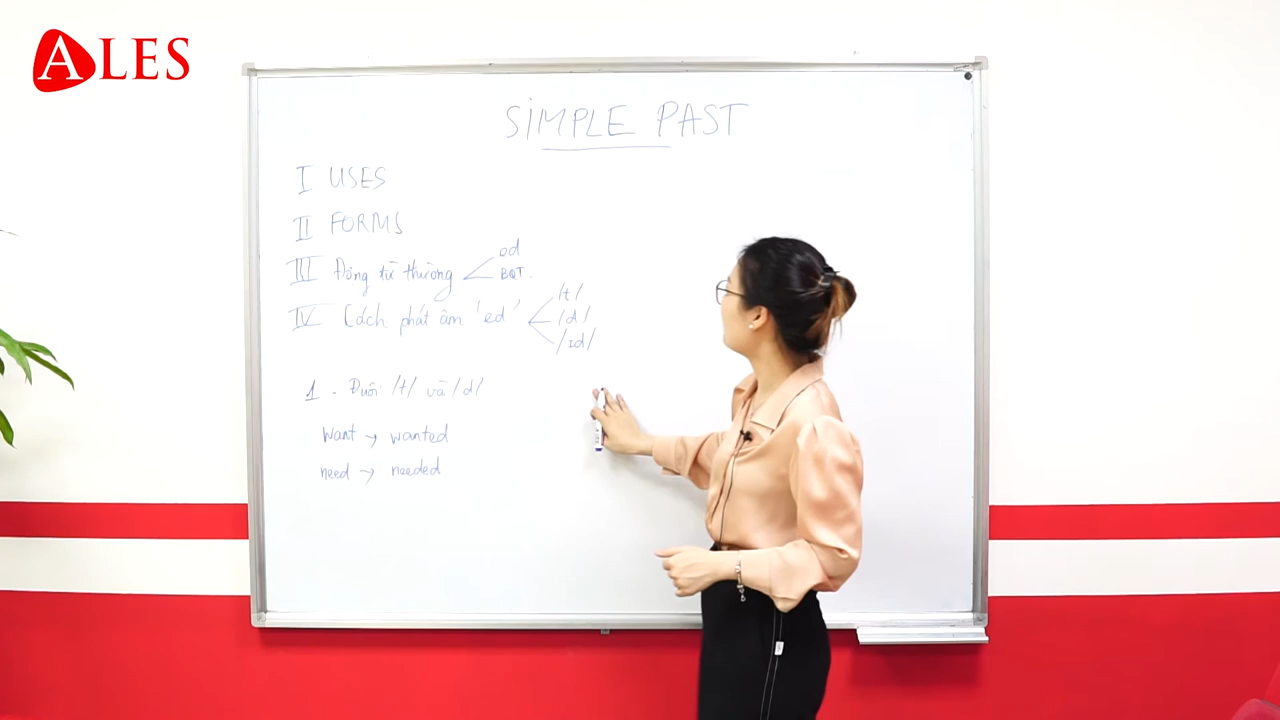 ALES
SIMPLE PAST
I USES
II FORMS
III Động từ thường ed
BQT.
IV Cách phát âm 'ed' /t/
/d/
/ɪd/
1. Đuôi /t/ và /d/
want → wanted
need → needed